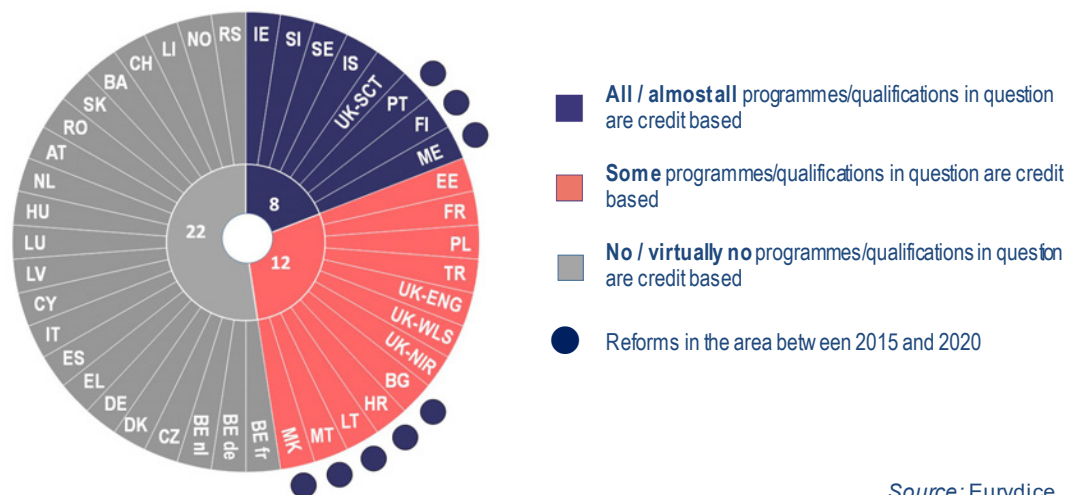 IE
SI
SE
IS
UK-SCT
PT
FI
ME
EE
FR
PL
TR
UK-ENG
UK-WLS
UK-NIR
BG
HR
LT
MT
MK
BE fr
BE de
BE nl
CZ
DK
DE
EL
ES
IT
CY
LV
LU
HU
NL
AT
RO
SK
BA
CH
LI
NO
RS
8
12
22
All / almost all programmes/qualifications in question
are credit based
Some programmes/qualifications in question are credit
based
No / virtually no programmes/qualifications in question
are credit based
Reforms in the area between 2015 and 2020
Source: Eurydice